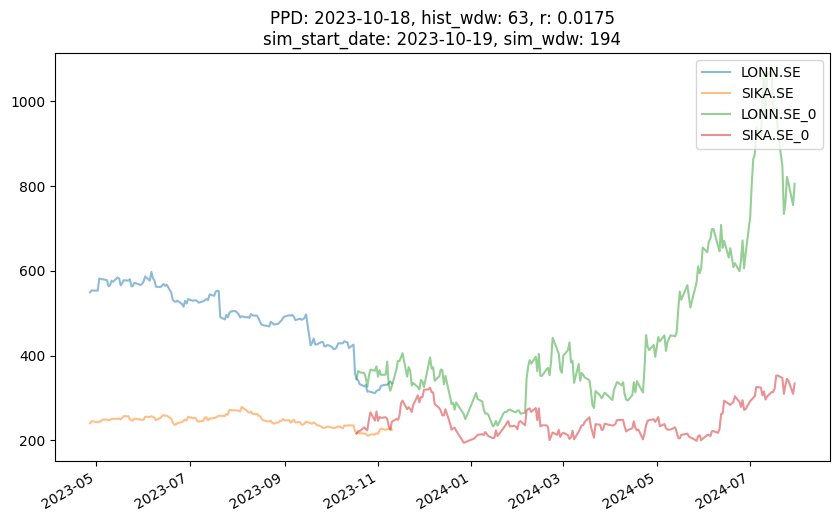 PPD: 2023-10-18, hist_wdw: 63, r: 0.0175
sim_start_date: 2023-10-19, sim_wdw: 194
LONN.SE
SIKA.SE
LONN.SE_0
SIKA.SE_0
1000
800
600
400
200
2023-05
2023-07
2023-09
2023-11
2024-01
2024-03
2024-05
2024-07